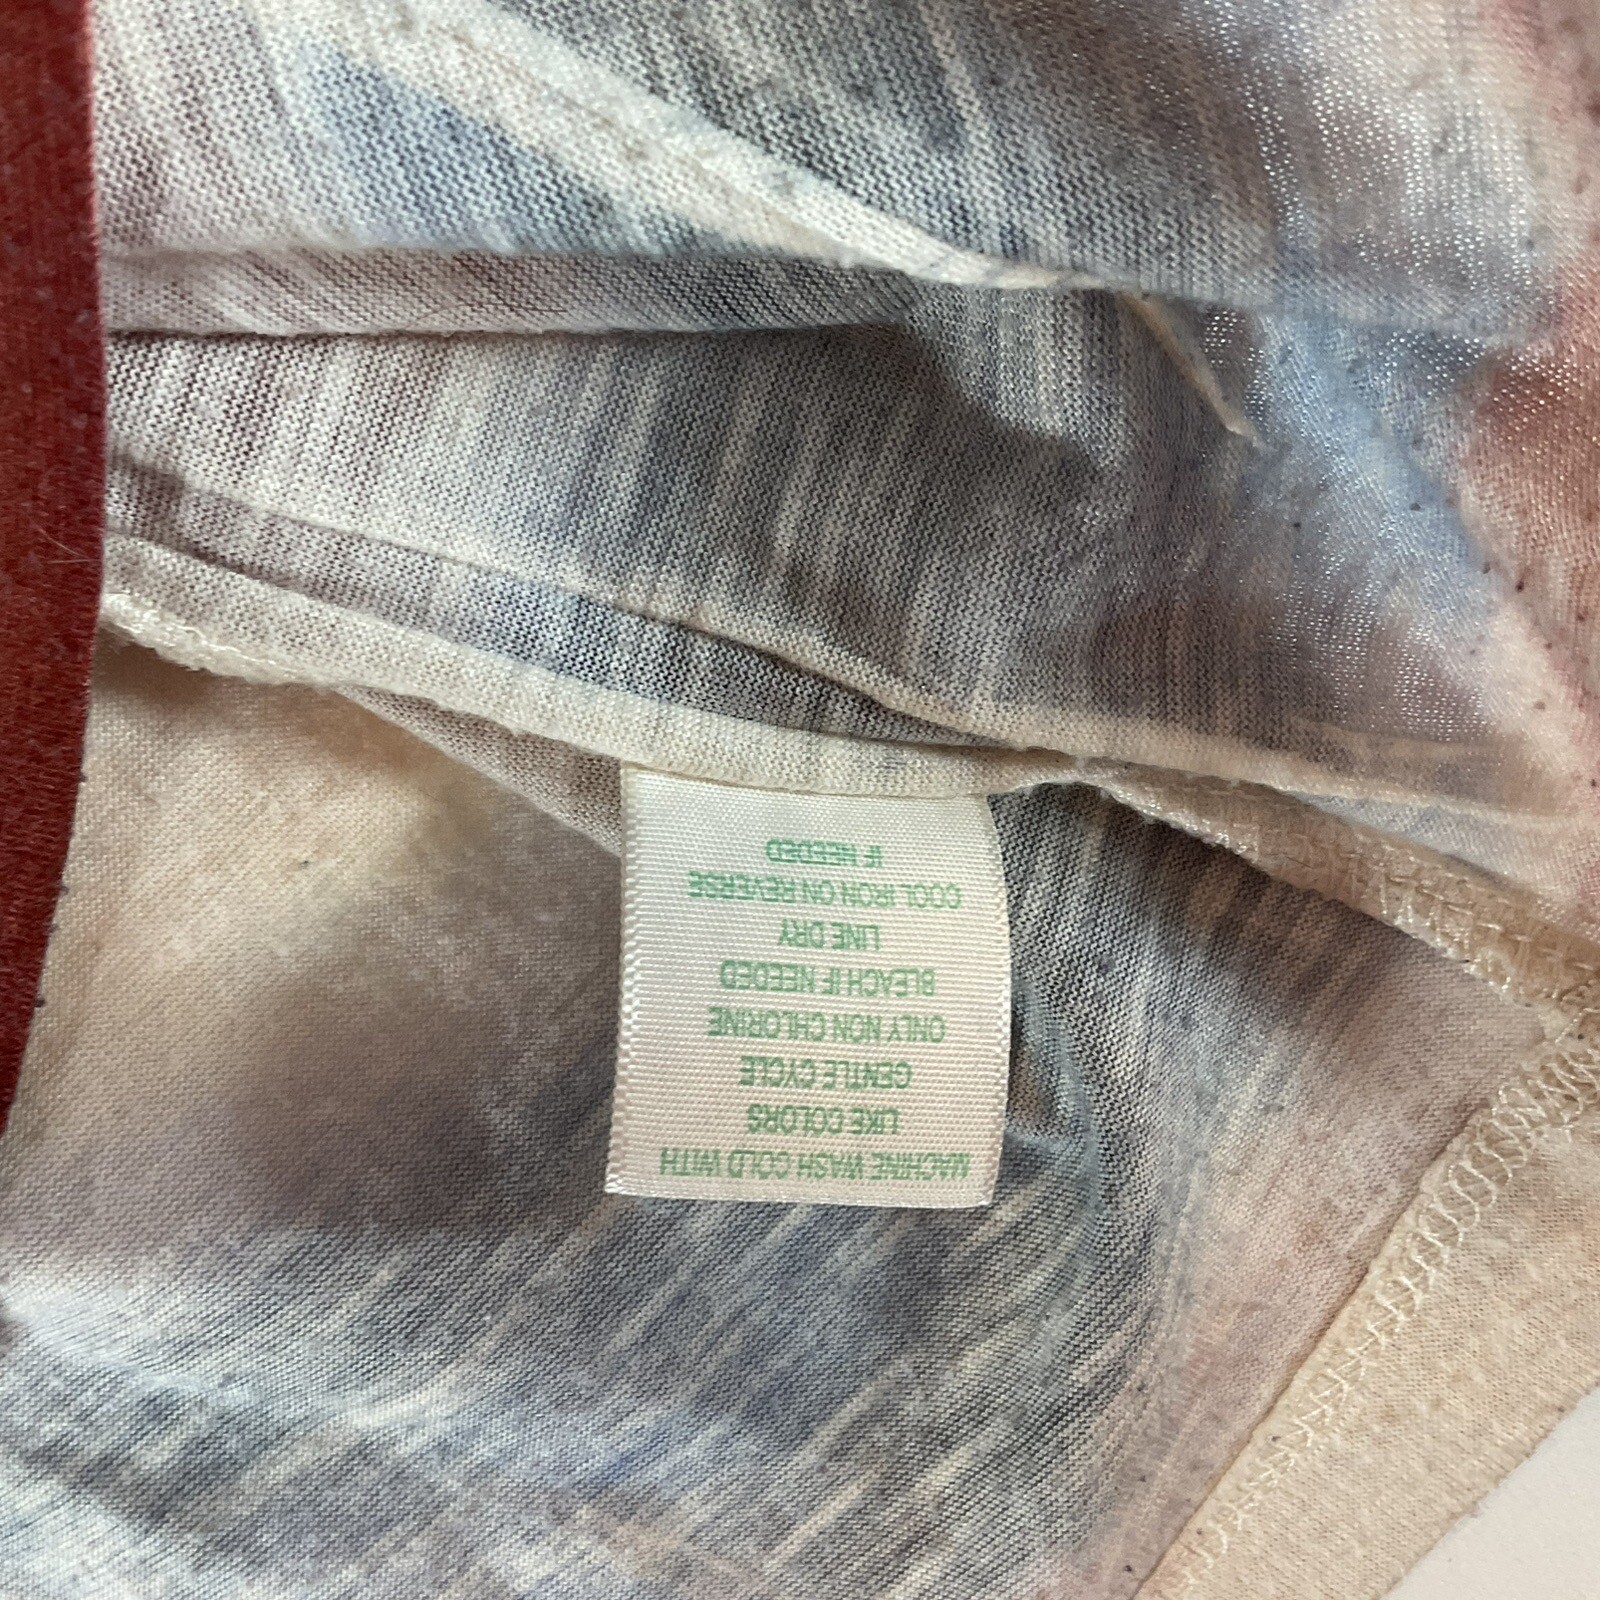 MACHINE WASH COLD WITH
LIKE COLORS
GENTLE CYCLE
ONLY NON CHLORINE
BLEACH IF NEEDED
LINE DRY
COOL IRON ON REVERSE
IF NEEDED